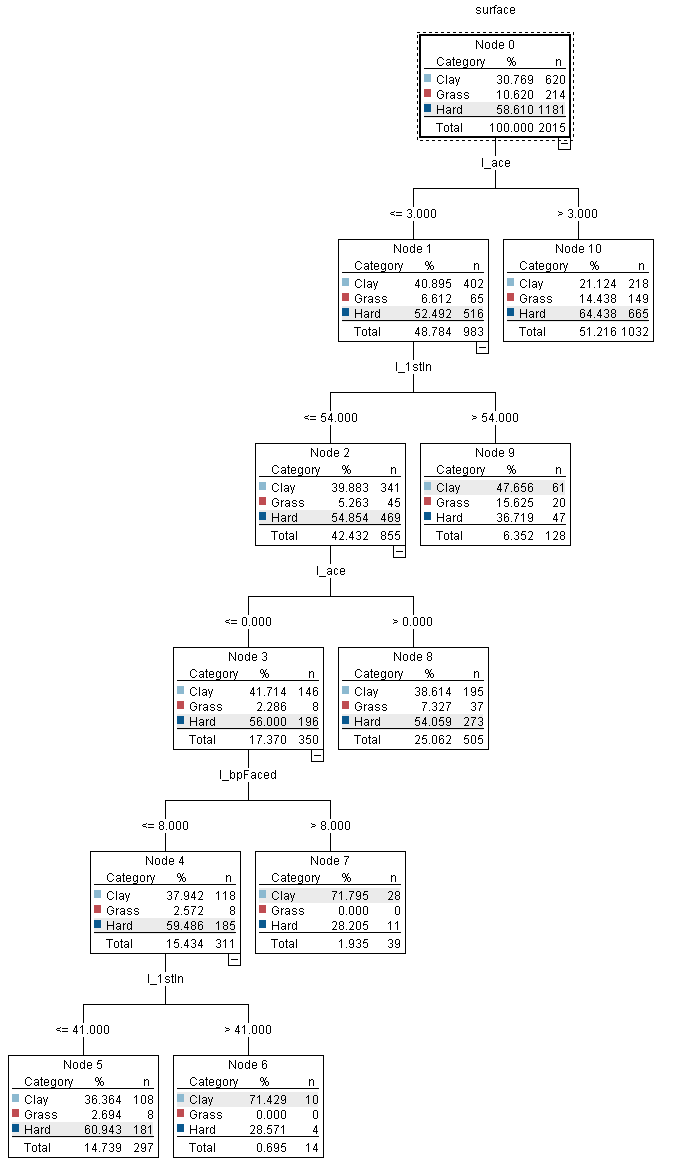 surface
Node 0
Category % n
Clay 30.769 620
Grass 10.620 214
Hard 58.610 1181
Total 100.000 2015
l_ace
<= 3.000 > 3.000
Node 1
Category % n
Clay 40.895 402
Grass 6.612 65
Hard 52.492 516
Total 48.784 983
Node 10
Category % n
Clay 21.124 218
Grass 14.438 149
Hard 64.438 665
Total 51.216 1032
l_1stIn
<= 54.000 > 54.000
Node 2
Category % n
Clay 39.883 341
Grass 5.263 45
Hard 54.854 469
Total 42.432 855
Node 9
Category % n
Clay 47.656 61
Grass 15.625 20
Hard 36.719 47
Total 6.352 128
l_ace
<= 0.000 > 0.000
Node 3
Category % n
Clay 41.714 146
Grass 2.286 8
Hard 56.000 196
Total 17.370 350
Node 8
Category % n
Clay 38.614 195
Grass 7.327 37
Hard 54.059 273
Total 25.062 505
l_bpFaced
<= 8.000 > 8.000
Node 4
Category % n
Clay 37.942 118
Grass 2.572 8
Hard 59.486 185
Total 15.434 311
Node 7
Category % n
Clay 71.795 28
Grass 0.000 0
Hard 28.205 11
Total 1.935 39
l_1stIn
<= 41.000 > 41.000
Node 5
Category % n
Clay 36.364 108
Grass 2.694 8
Hard 60.943 181
Total 14.739 297
Node 6
Category % n
Clay 71.429 10
Grass 0.000 0
Hard 28.571 4
Total 0.695 14